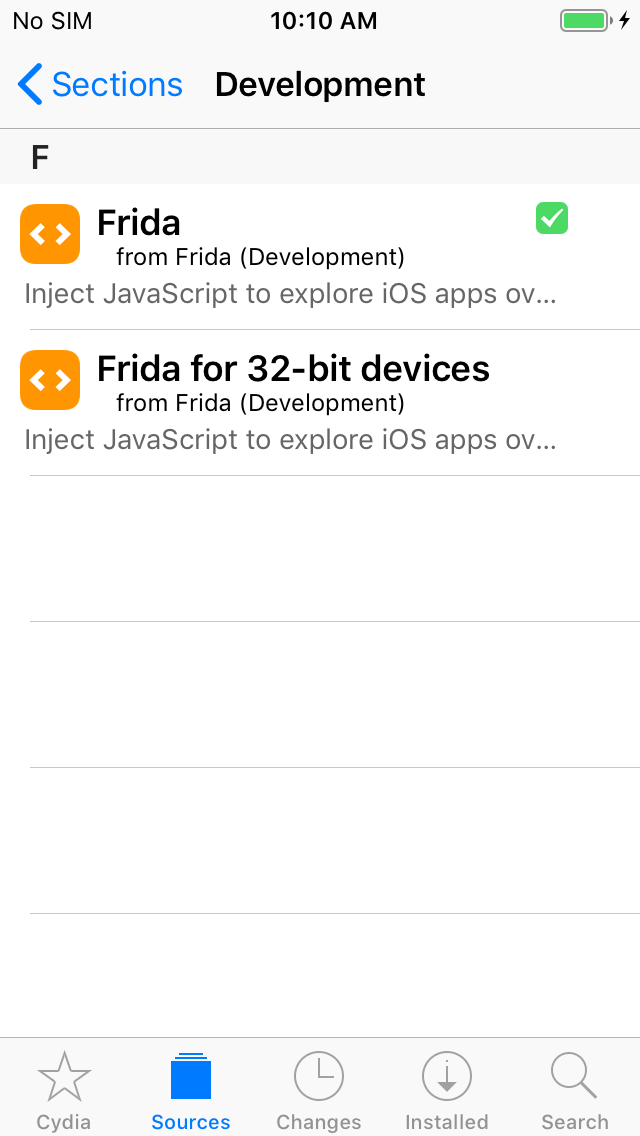 No SIM 10:10 AM
Sections Development
F
Frida
from Frida (Development)
Inject JavaScript to explore iOS apps ov...
Frida for 32-bit devices
from Frida (Development)
Inject JavaScript to explore iOS apps ov...
Cydia Sources Changes Installed Search